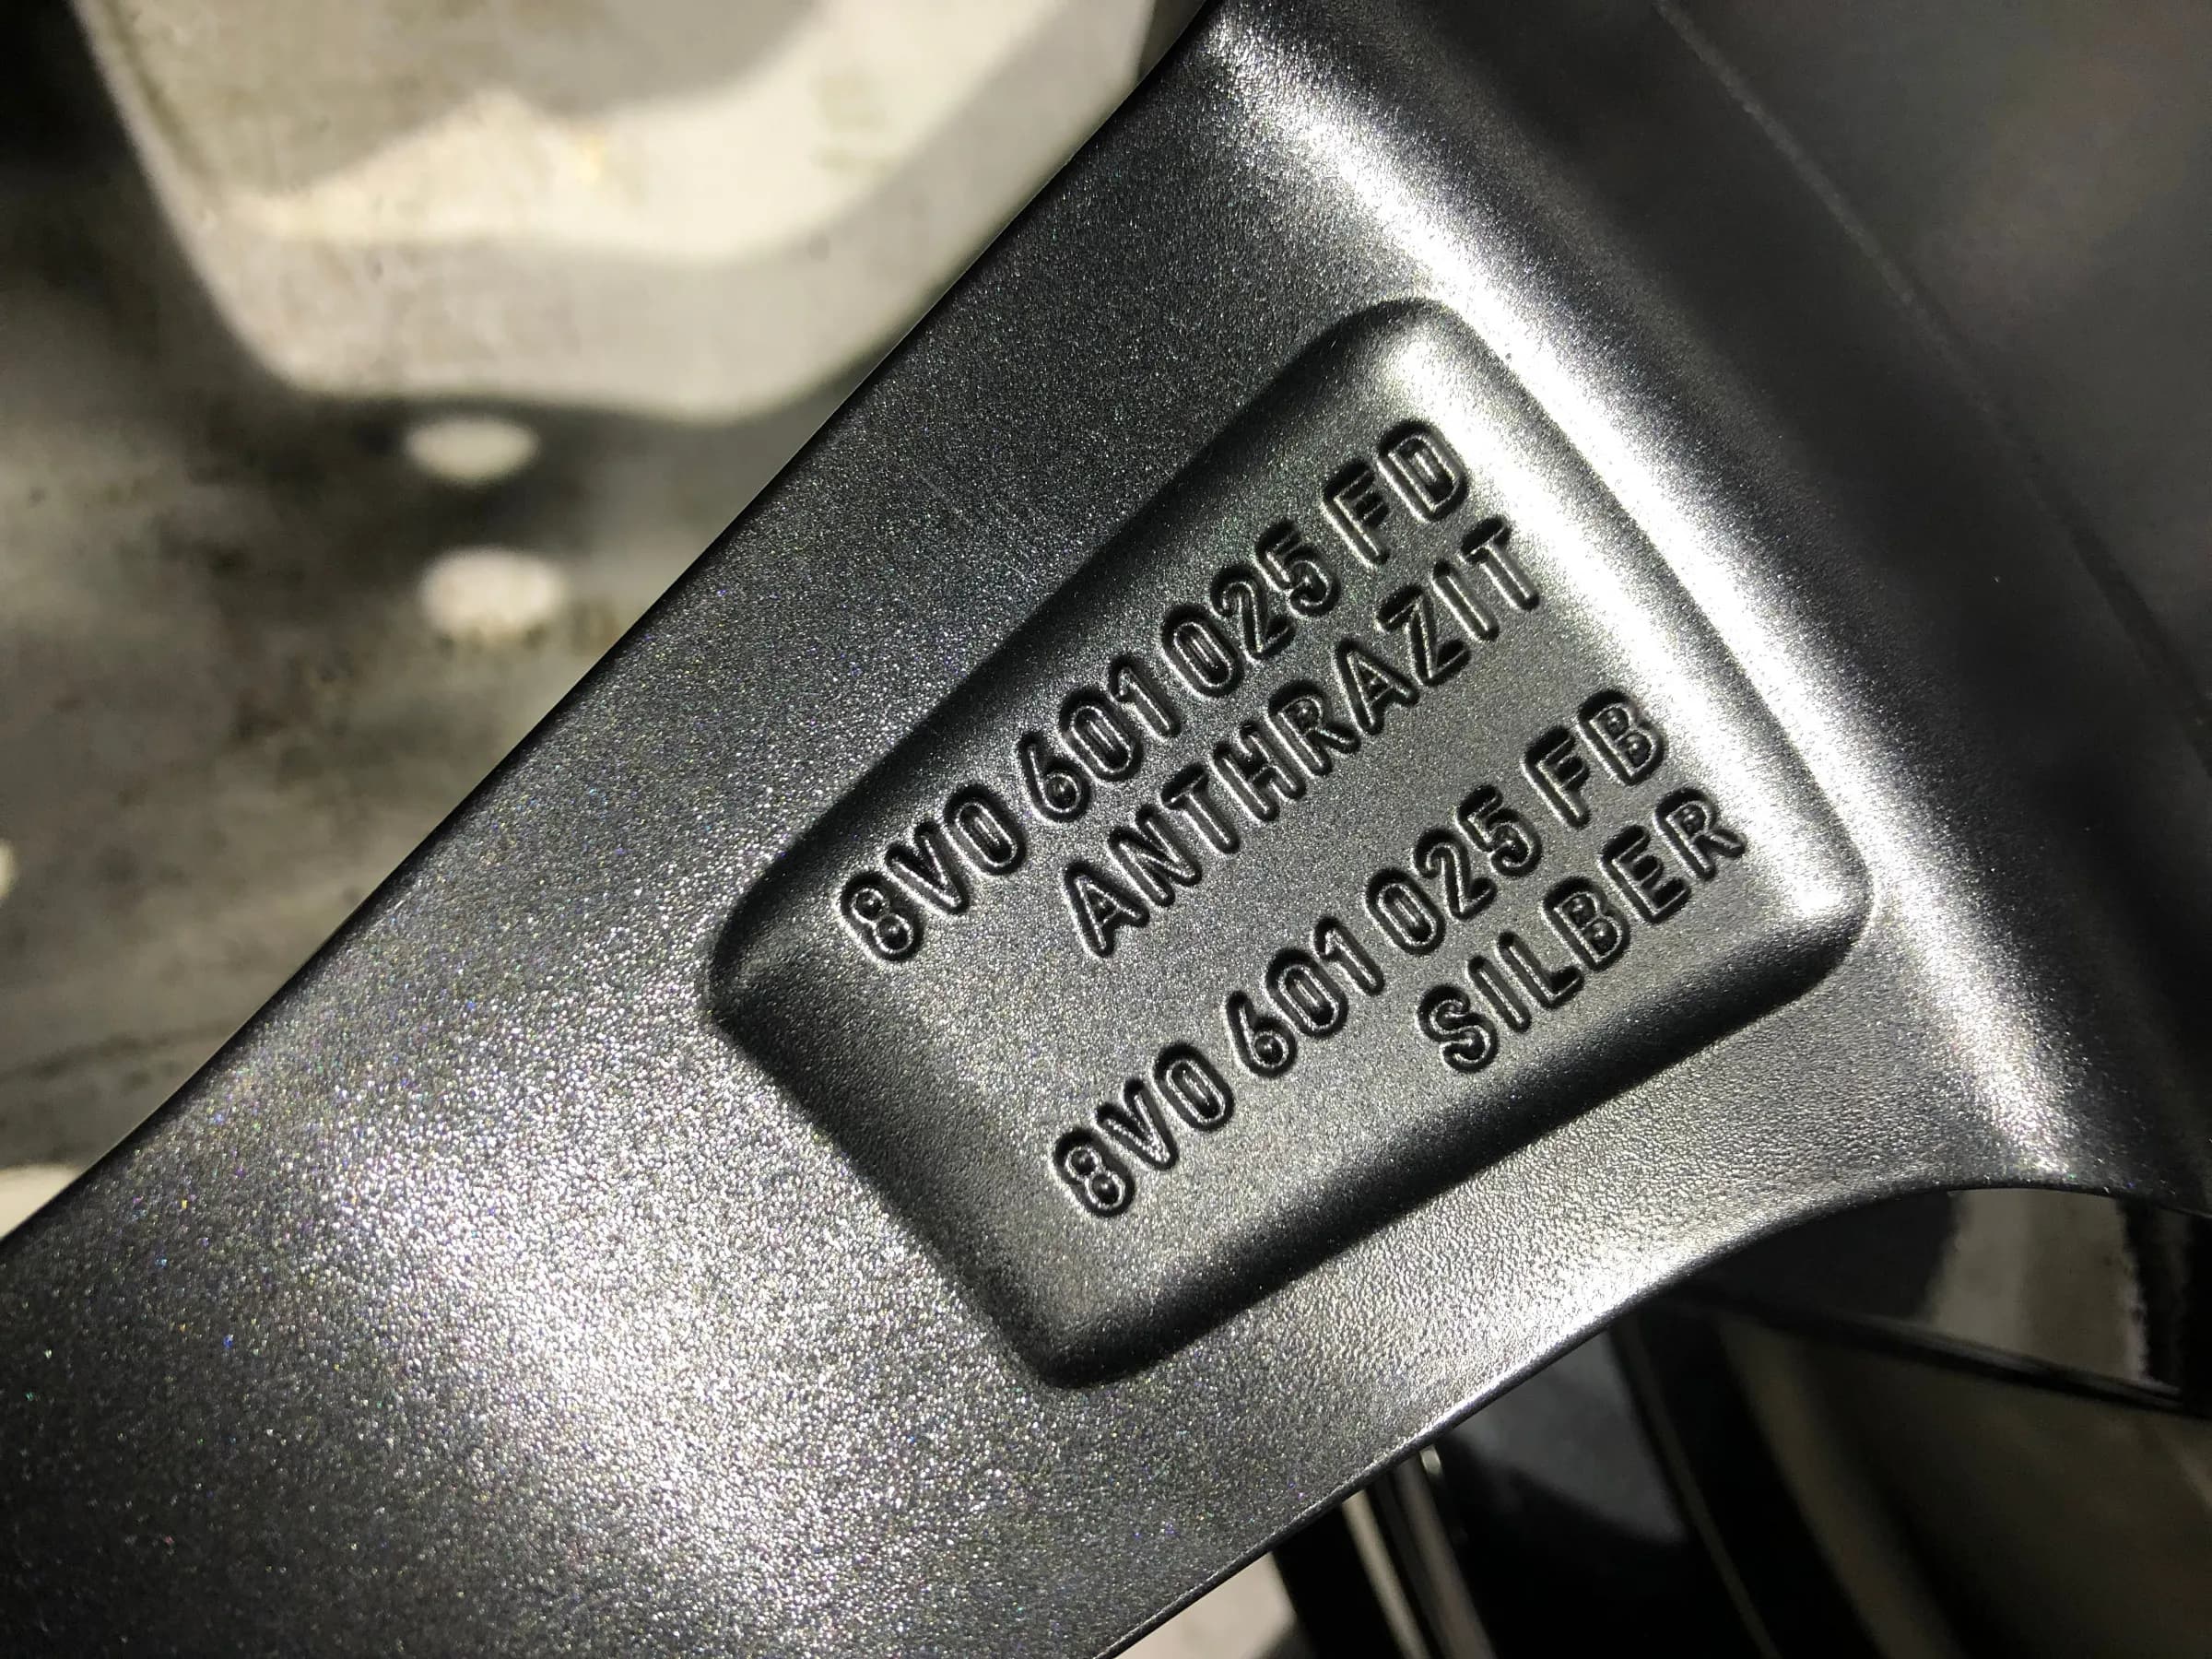 8V0 601 025 FD
ANTHRAZIT
8V0 601 025 FB
SILBER